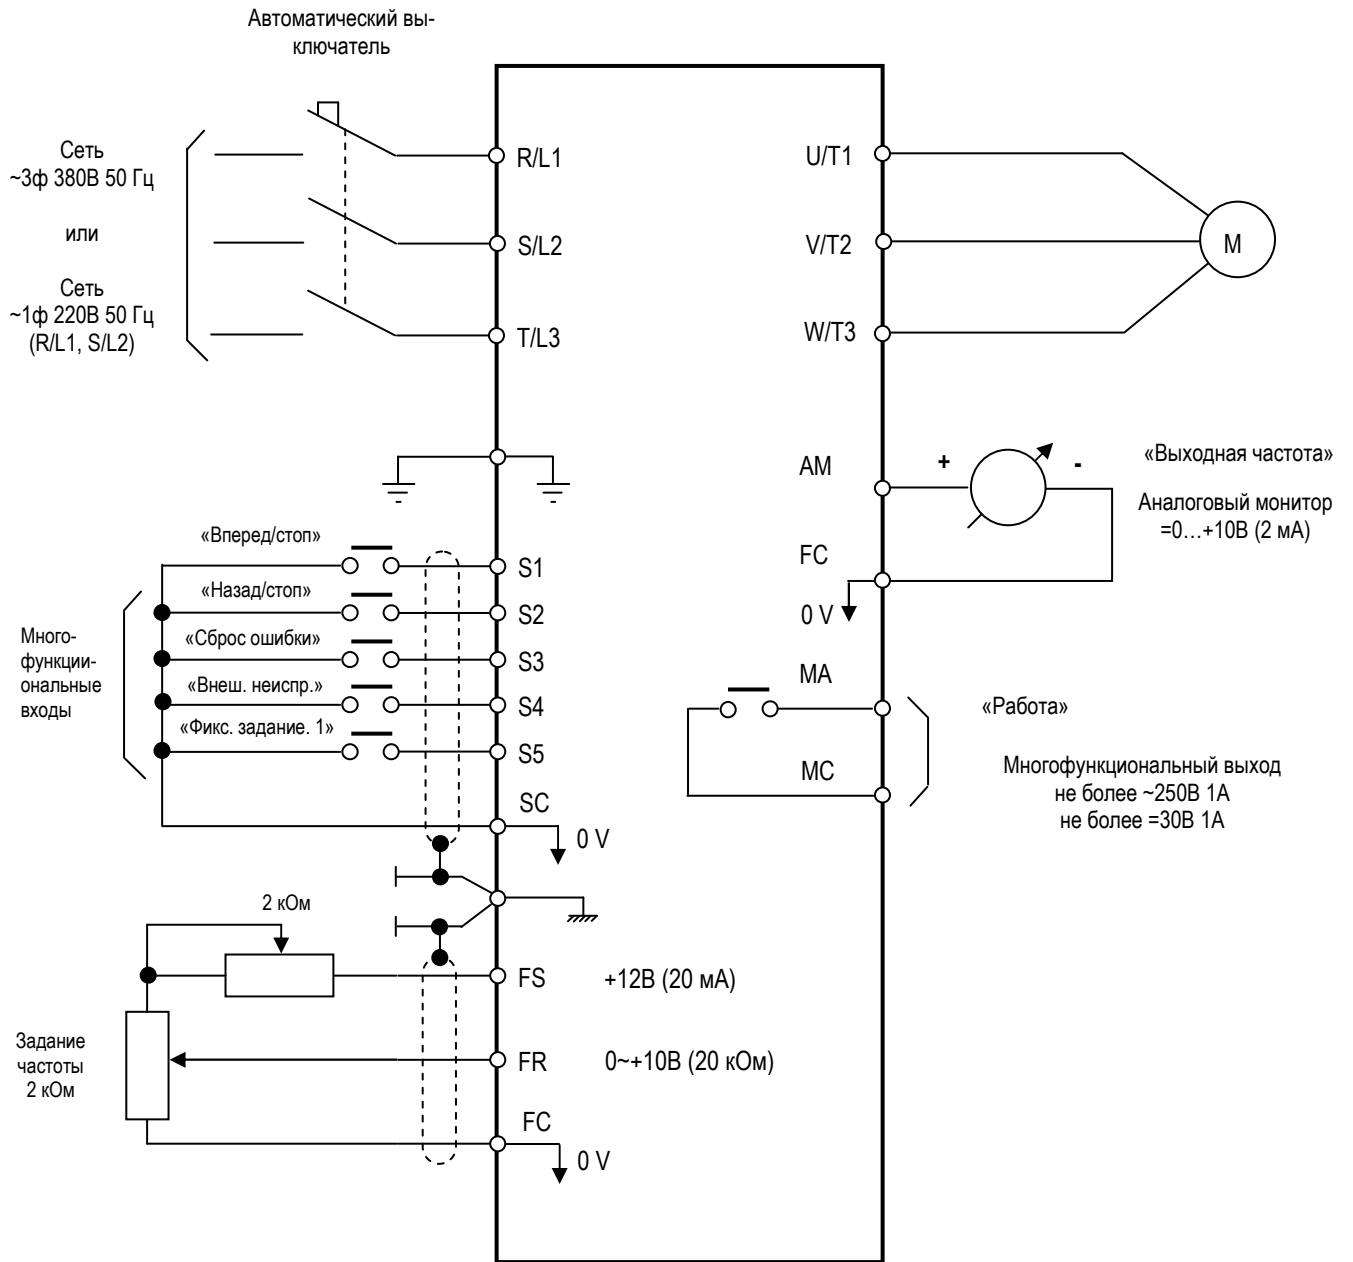 Автоматический вы-
ключатель
Сеть
~3ф 380В 50 Гц
или
Сеть
~1ф 220В 50 Гц
(R/L1, S/L2)
R/L1
S/L2
T/L3
U/T1
V/T2
W/T3
M
AM
+
-
«Выходная частота»
Аналоговый монитор
=0…+10В (2 мА)
FC
0 V
«Вперед/стоп»
S1
«Назад/стоп»
S2
«Сброс ошибки»
S3
«Внеш. неиспр.»
S4
«Фикс. задание. 1»
S5
Много-
функции-
ональные
входы
SC
0 V
MA
MC
«Работа»
Многофункциональный выход
не более ~250В 1А
не более =30В 1А
2 кОм
FS
+12В (20 мА)
Задание
частоты
2 кОм
FR
0~+10В (20 кОм)
FC
0 V